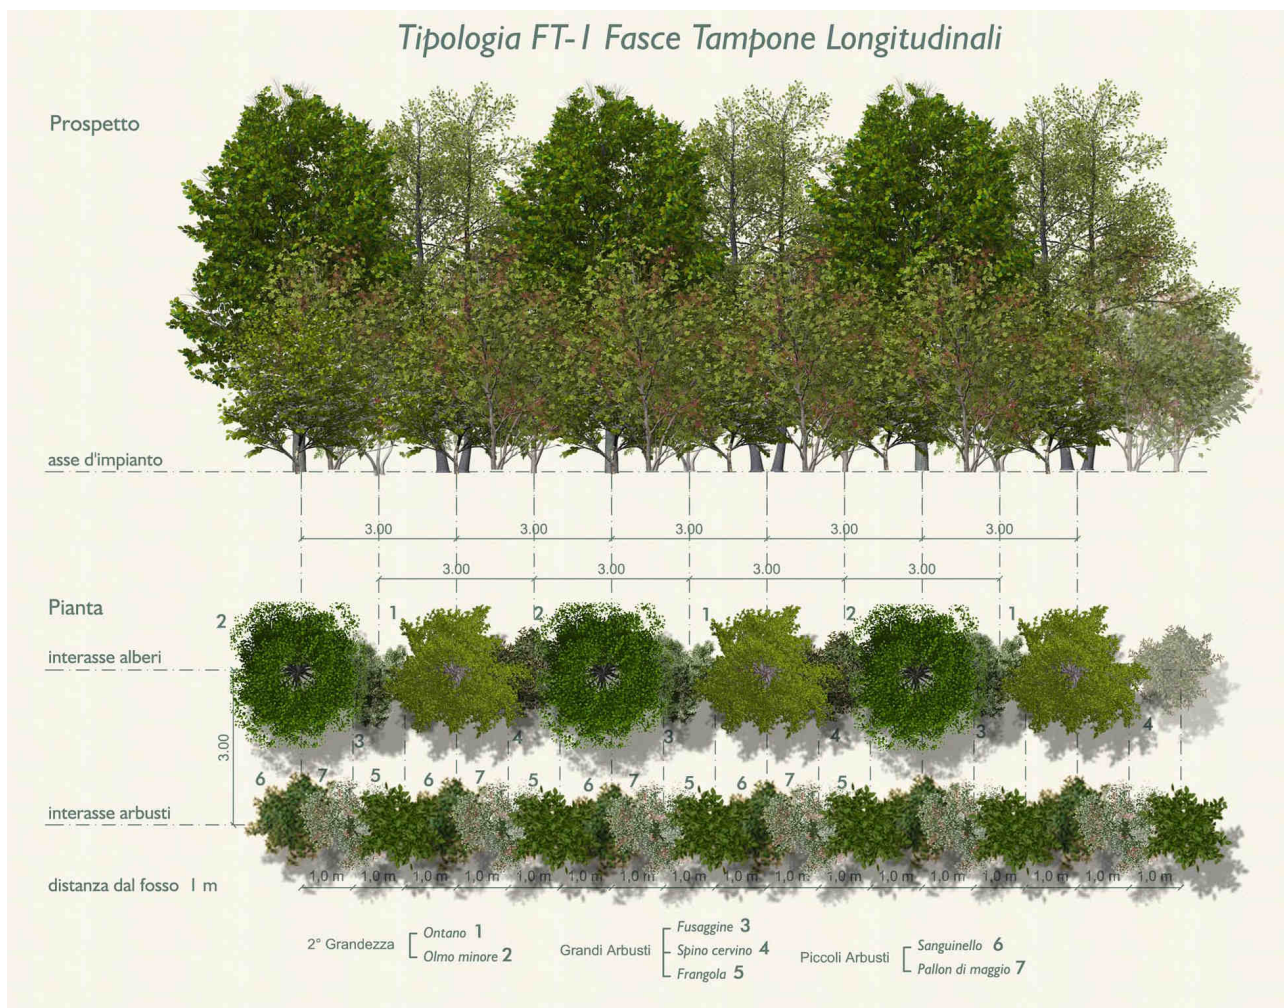 Tipologia FT-1 Fasce Tampone Longitudinali
Prospetto
asse d'impianto
3.00 3.00 3.00 3.00 3.00
3.00 3.00 3.00 3.00
Pianta
2 1 2 1 2 1
interasse alberi
3 4 3 4 3 4
3.00
6 7 5 6 7 5 6 7 5 6 7 5
interasse arbusti
distanza dal fosso 1 m
1,0 m 1,0 m 1,0 m 1,0 m 1,0 m 1,0 m 1,0 m 1,0 m 1,0 m 1,0 m 1,0 m 1,0 m 1,0 m 1,0 m 1,0 m 1,0 m 1,0 m
2° Grandezza
Ontano 1
Olmo minore 2
Grandi Arbusti
Fusaggine 3
Spino cervino 4
Frangola 5
Piccoli Arbusti
Sanguinello 6
Pallon di maggio 7